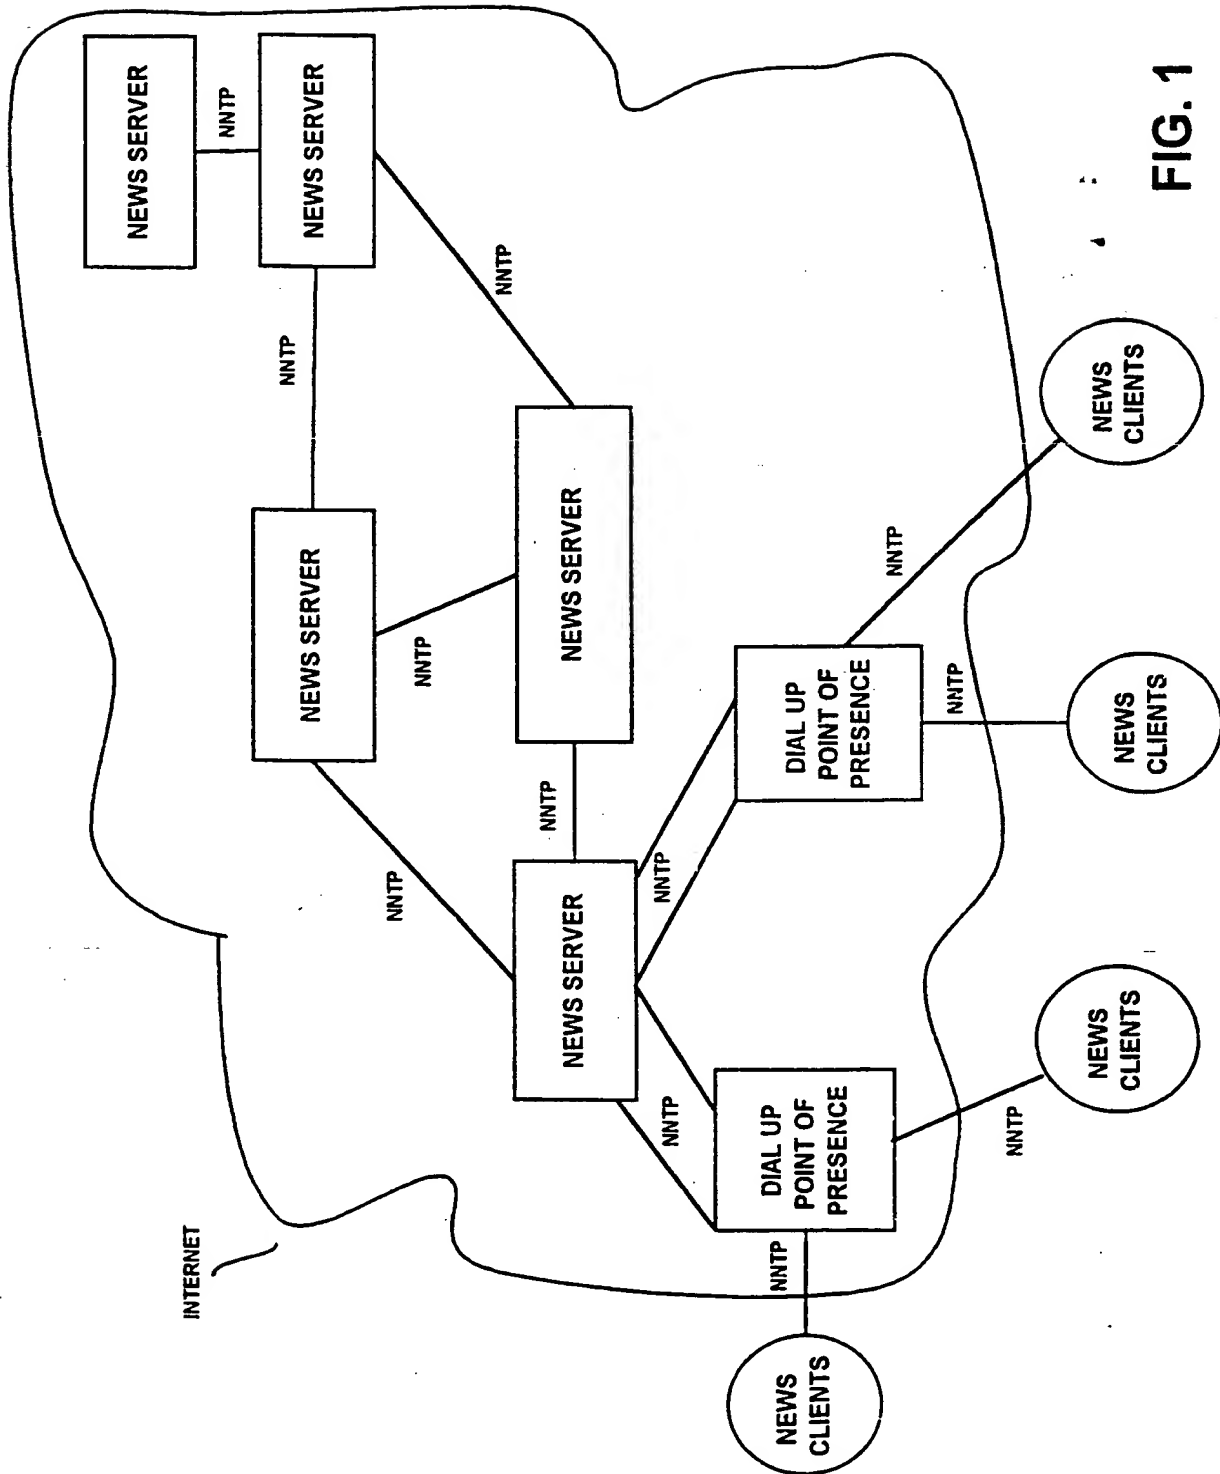 NEWS SERVER
INTERNET
NNTP
NNTP
NEWS SERVER
NEWS SERVER
NNTP
NNTP
NNTP
NNTP
NEWS SERVER
NEWS SERVER
NNTP
NNTP
DIAL UP
POINT OF
PRESENCE
DIAL UP
POINT OF
PRESENCE
NNTP
NEWS
CLIENTS
NNTP
NNTP
NNTP
NEWS
CLIENTS
NEWS
CLIENTS
NEWS
CLIENTS
FIG. 1